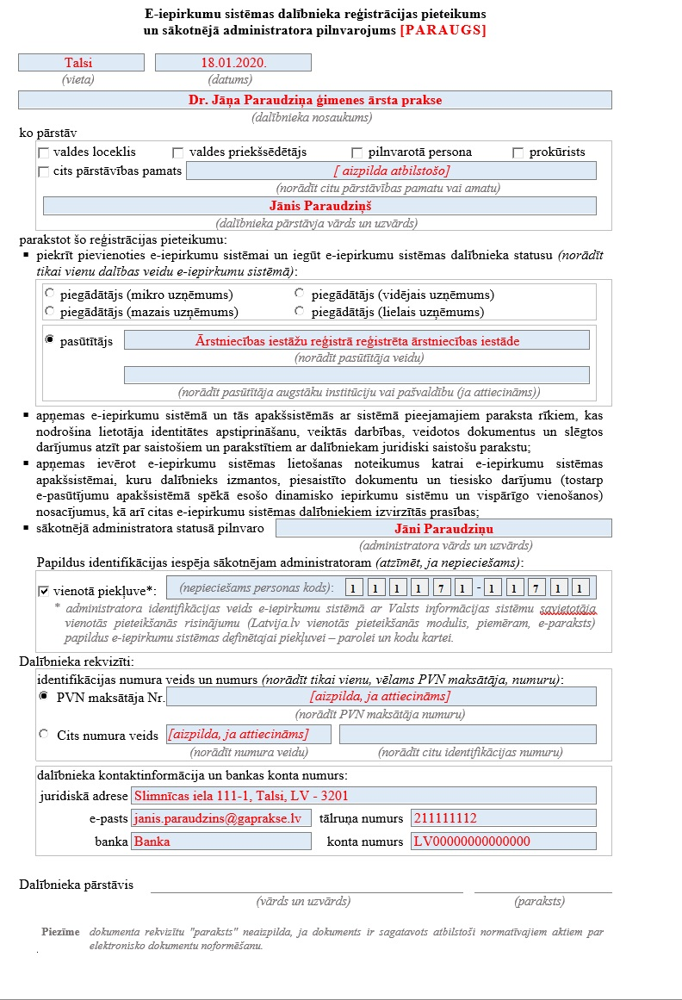 E-iepirkumu sistēmas dalībnieka reģistrācijas pieteikums
un sākotnējā administratora pilnvarojums [PARAUGS]
Talsi 18.01.2020.
(vieta) (datums)
Dr. Jāņa Paraudziņa ģimenes ārsta prakse
(dalībnieka nosaukums)
ko pārstāv
valdes loceklis valdes priekšsēdētājs pilnvarotā persona prokūrists
cits pārstāvības pamats [ aizpilda atbilstošo]
(norādīt citu pārstāvības pamatu vai amatu)
Jānis Paraudziņš
(dalībnieka pārstāvja vārds un uzvārds)
parakstot šo reģistrācijas pieteikumu:
▪ piekrīt pievienoties e-iepirkumu sistēmai un iegūt e-iepirkumu sistēmas dalībnieka statusu (norādīt
tikai vienu dalības veidu e-iepirkumu sistēmā):
piegādātājs (mikro uzņēmums) piegādātājs (vidējais uzņēmums)
piegādātājs (mazais uzņēmums) piegādātājs (lielais uzņēmums)
pasūtītājs Ārstniecības iestāžu reģistrā reģistrēta ārstniecības iestāde
(norādīt pasūtītāja veidu)
(norādīt pasūtītāja augstāku institūciju vai pašvaldību (ja attiecināms))
▪ apņemas e-iepirkumu sistēmā un tās apakšsistēmās ar sistēmā pieejamajiem paraksta rīkiem, kas
nodrošina lietotāja identitātes apstiprināšanu, veiktās darbības, veidotos dokumentus un slēgtos
darījumus atzīt par saistošiem un parakstītiem ar dalībniekam juridiski saistošu parakstu;
▪ apņemas ievērot e-iepirkumu sistēmas lietošanas noteikumus katrai e-iepirkumu sistēmas
apakšsistēmai, kuru dalībnieks izmantos, piesaistīto dokumentu un tiesisko darījumu (tostarp
e-pasūtījumu apakšsistēmā spēkā esošo dinamisko iepirkumu sistēmu un vispārīgo vienošanos)
nosacījumus, kā arī citas e-iepirkumu sistēmas dalībniekiem izvirzītās prasības;
▪ sākotnējā administratora statusā pilnvaro Jāni Paraudziņu
(administratora vārds un uzvārds)
Papildus identifikācijas iespēja sākotnējam administratoram (atzīmēt, ja nepieciešams):
vienotā piekļuve*: (nepieciešams personas kods): 1 1 1 1 7 1 - 1 1 7 1 1
* administratora identifikācijas veids e-iepirkumu sistēmā ar Valsts informācijas sistēmu savietotāja
vienotās pieteikšanās risinājumu (Latvija.lv vienotās pieteikšanās modulis, piemēram, e-paraksts)
papildus e-iepirkumu sistēmas definētajai piekļuvei – parolei un kodu kartei.
Dalībnieka rekvizīti:
identifikācijas numura veids un numurs (norādīt tikai vienu, vēlams PVN maksātāja, numuru):
PVN maksātāja Nr. [aizpilda, ja attiecināms]
(norādīt PVN maksātāja numuru)
Cits numura veids [aizpilda, ja attiecināms]
(norādīt numura veidu) (norādīt citu identifikācijas numuru)
dalībnieka kontaktinformācija un bankas konta numurs:
juridiskā adrese Slimnīcas iela 111-1, Talsi, LV - 3201
e-pasts janis.paraudzins@gaprakse.lv tālruņa numurs 211111112
banka Banka konta numurs LV00000000000000
Dalībnieka pārstāvis
(vārds un uzvārds) (paraksts)
Piezīme dokumenta rekvizītu "paraksts" neaizpilda, ja dokuments ir sagatavots atbilstoši normatīvajiem aktiem par
elektronisko dokumentu noformēšanu.